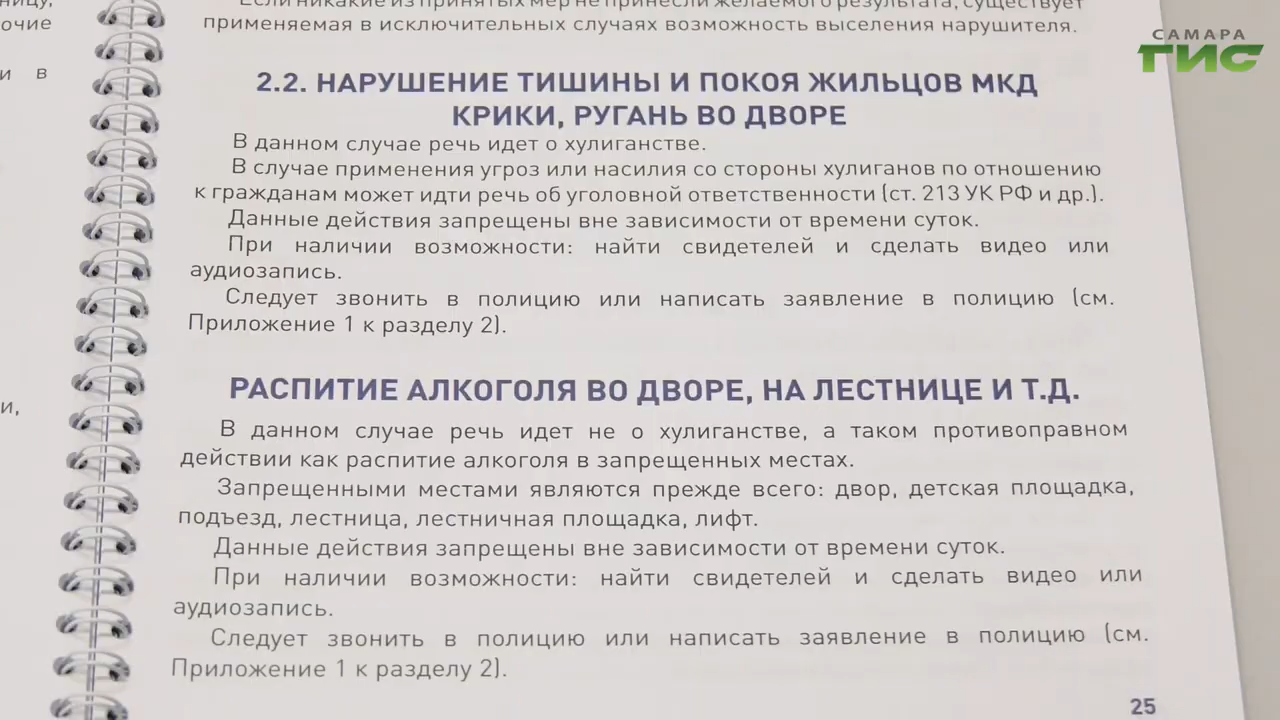 Если никакие из принятых мер не принесли желаемого результата, существует
применяемая в исключительных случаях возможность выселения нарушителя.
САМАРА
ГИС
2.2. НАРУШЕНИЕ ТИШИНЫ И ПОКОЯ ЖИЛЬЦОВ МКД
КРИКИ, РУГАНЬ ВО ДВОРЕ
В данном случае речь идет о хулиганстве.
В случае применения угроз или насилия со стороны хулиганов по отношению
к гражданам может идти речь об уголовной ответственности (ст. 213 УК РФ и др.).
Данные действия запрещены вне зависимости от времени суток.
При наличии возможности: найти свидетелей и сделать видео или
аудиозапись.
Следует звонить в полицию или написать заявление в полицию (см.
Приложение 1 к разделу 2).
РАСПИТИЕ АЛКОГОЛЯ ВО ДВОРЕ, НА ЛЕСТНИЦЕ И Т.Д.
В данном случае речь идет не о хулиганстве, а таком противоправном
действии как распитие алкоголя в запрещенных местах.
Запрещенными местами являются прежде всего: двор, детская площадка,
подъезд, лестница, лестничная площадка, лифт.
Данные действия запрещены вне зависимости от времени суток.
При наличии возможности: найти свидетелей и сделать видео или
аудиозапись.
Следует звонить в полицию или написать заявление в полицию (см.
Приложение 1 к разделу 2).
25